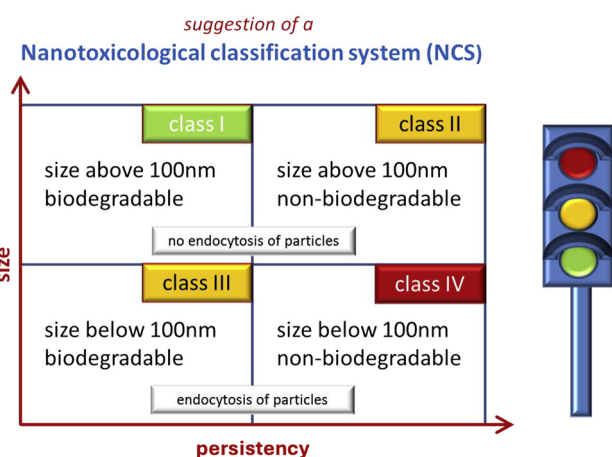 suggestion of a
Nanotoxicological classification system (NCS)
class I
class II
size above 100nm
biodegradable
size above 100nm
non-biodegradable
no endocytosis of particles
size
class III
class IV
size below 100nm
biodegradable
size below 100nm
non-biodegradable
endocytosis of particles
persistency